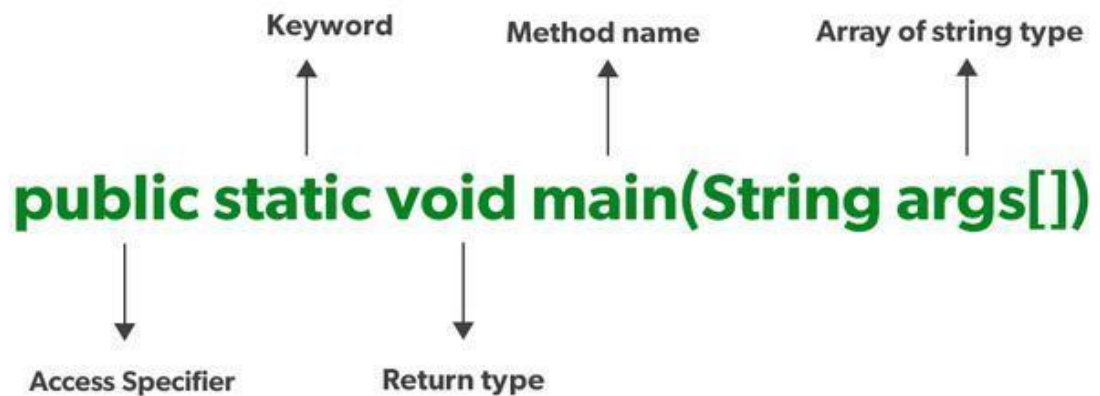 Keyword Method name Array of string type
public static void main(String args[])
Access Specifier Return type